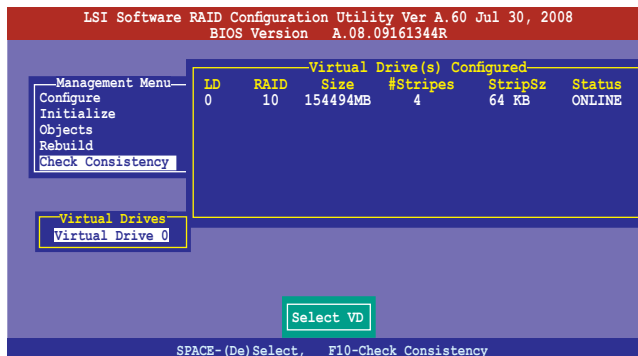 LSI Software RAID Configuration Utility Ver A.60 Jul 30, 2008
BIOS Version A.08.09161344R
Management Menu
Configure
Initialize
Objects
Rebuild
Check Consistency
Virtual Drive(s) Configured
LD RAID Size #Stripes StripSz Status
0 10 154494MB 4 64 KB ONLINE
Virtual Drives
Virtual Drive 0
Select VD
SPACE-(De)Select, F10-Check Consistency